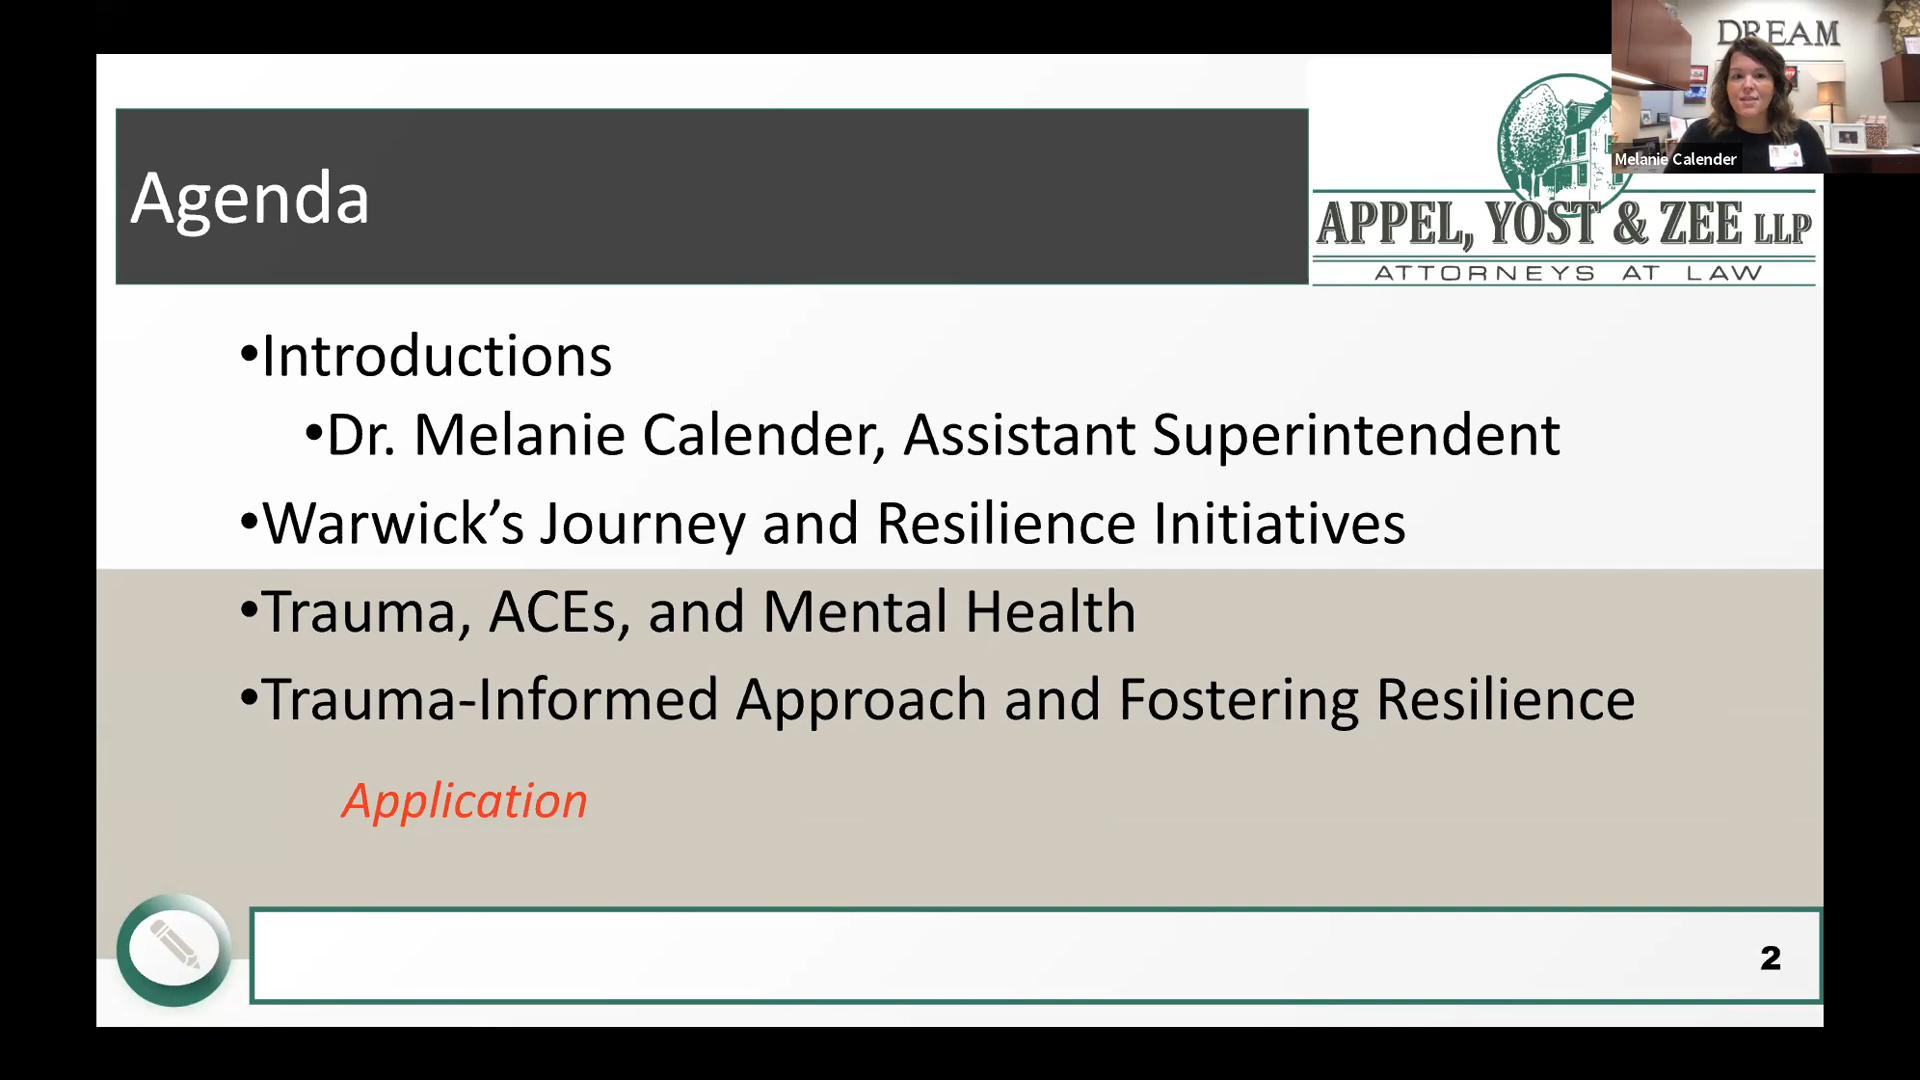 DREAM
Melanie Calender
Agenda
APPEL, YOST & ZEE LLP
ATTORNEYS AT LAW
•Introductions
•Dr. Melanie Calender, Assistant Superintendent
•Warwick’s Journey and Resilience Initiatives
•Trauma, ACEs, and Mental Health
•Trauma-Informed Approach and Fostering Resilience
Application
2